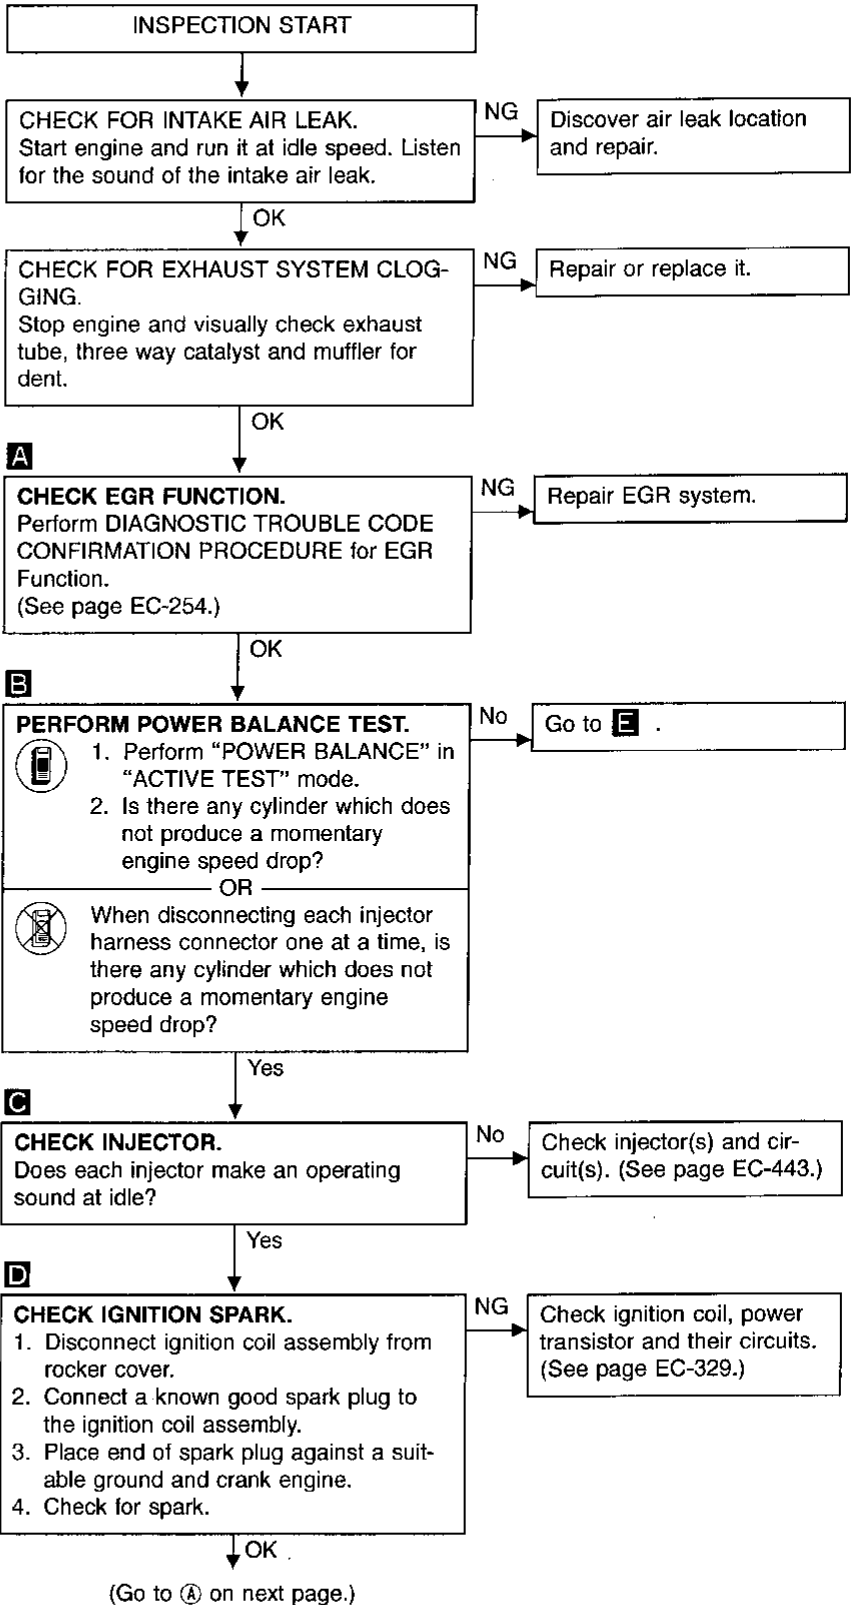 INSPECTION START
CHECK FOR INTAKE AIR LEAK.
Start engine and run it at idle speed. Listen
for the sound of the intake air leak.
NG
Discover air leak location
and repair.
OK
CHECK FOR EXHAUST SYSTEM CLOG-
GING.
Stop engine and visually check exhaust
tube, three way catalyst and muffler for
dent.
NG
Repair or replace it.
OK
A
CHECK EGR FUNCTION.
Perform DIAGNOSTIC TROUBLE CODE
CONFIRMATION PROCEDURE for EGR
Function.
(See page EC-254.)
NG
Repair EGR system.
OK
B
PERFORM POWER BALANCE TEST.
1. Perform “POWER BALANCE” in
“ACTIVE TEST” mode.
2. Is there any cylinder which does
not produce a momentary
engine speed drop?
OR
When disconnecting each injector
harness connector one at a time, is
there any cylinder which does not
produce a momentary engine
speed drop?
No
Go to E .
Yes
C
CHECK INJECTOR.
Does each injector make an operating
sound at idle?
No
Check injector(s) and cir-
cuit(s). (See page EC-443.)
Yes
D
CHECK IGNITION SPARK.
1. Disconnect ignition coil assembly from
rocker cover.
2. Connect a known good spark plug to
the ignition coil assembly.
3. Place end of spark plug against a suit-
able ground and crank engine.
4. Check for spark.
NG
Check ignition coil, power
transistor and their circuits.
(See page EC-329.)
OK
(Go to Ⓐ on next page.)